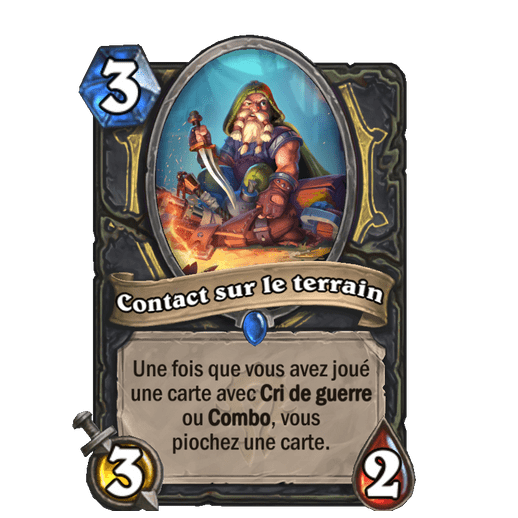 3
Contact sur le terrain
Une fois que vous avez joué
une carte avec Cri de guerre
ou Combo, vous
piochez une carte.
3
2